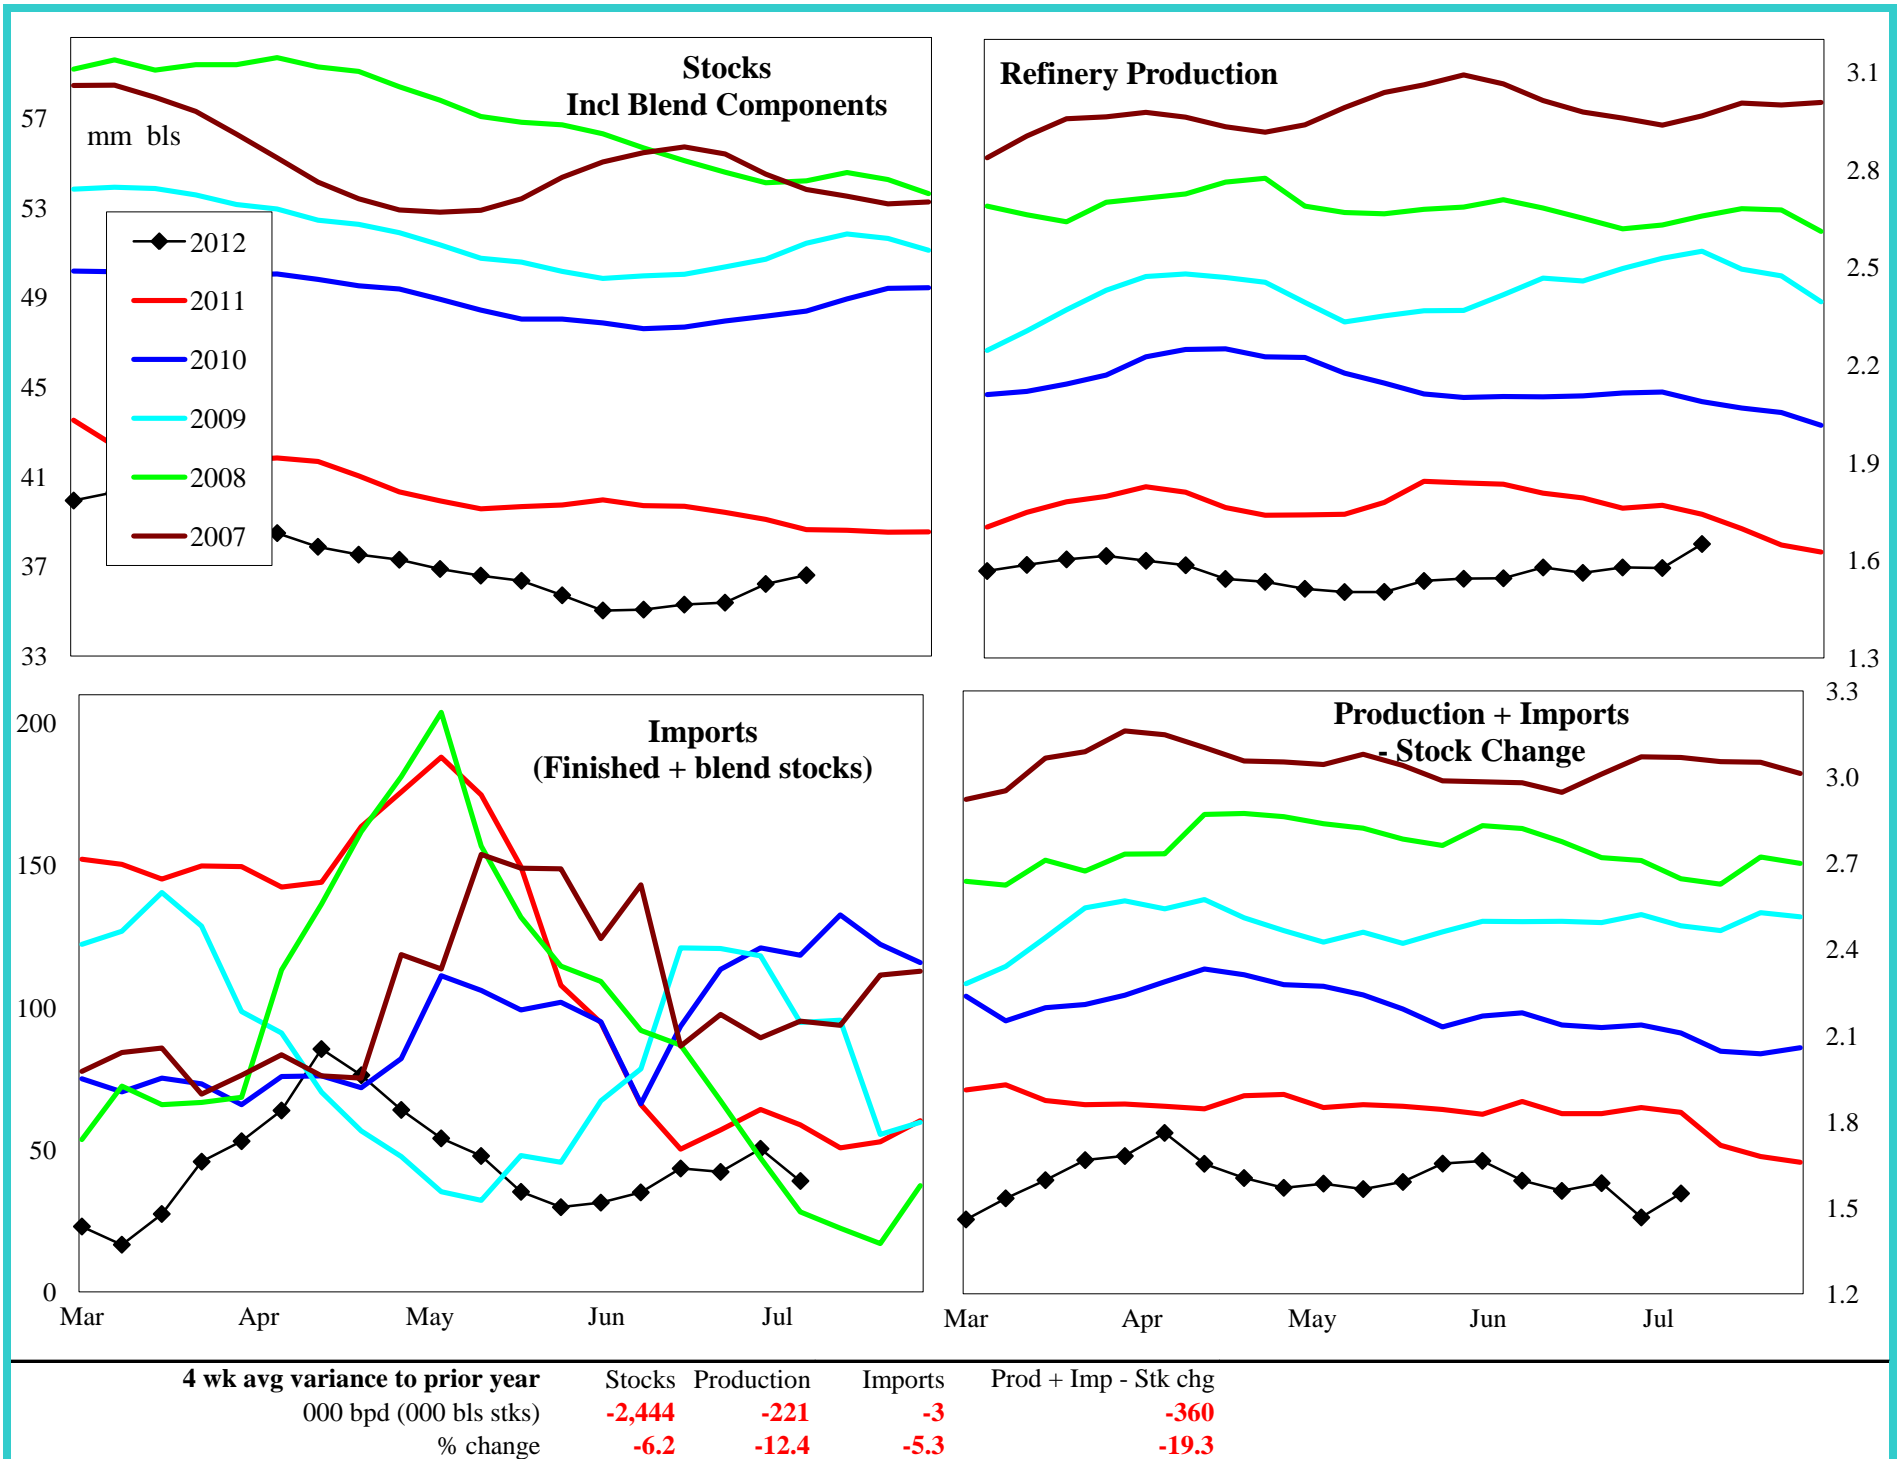 Stocks
Incl Blend Components
mm bls
57
53
49
45
41
37
33
2012
2011
2010
2009
2008
2007
Refinery Production
3.1
2.8
2.5
2.2
1.9
1.6
1.3
Imports
(Finished + blend stocks)
200
150
100
50
0
Mar Apr May Jun Jul
Production + Imports
- Stock Change
3.3
3.0
2.7
2.4
2.1
1.8
1.5
1.2
Mar Apr May Jun Jul
4 wk avg variance to prior year Stocks Production Imports Prod + Imp - Stk chg
000 bpd (000 bls stks) -2,444 -221 -3 -360
% change -6.2 -12.4 -5.3 -19.3